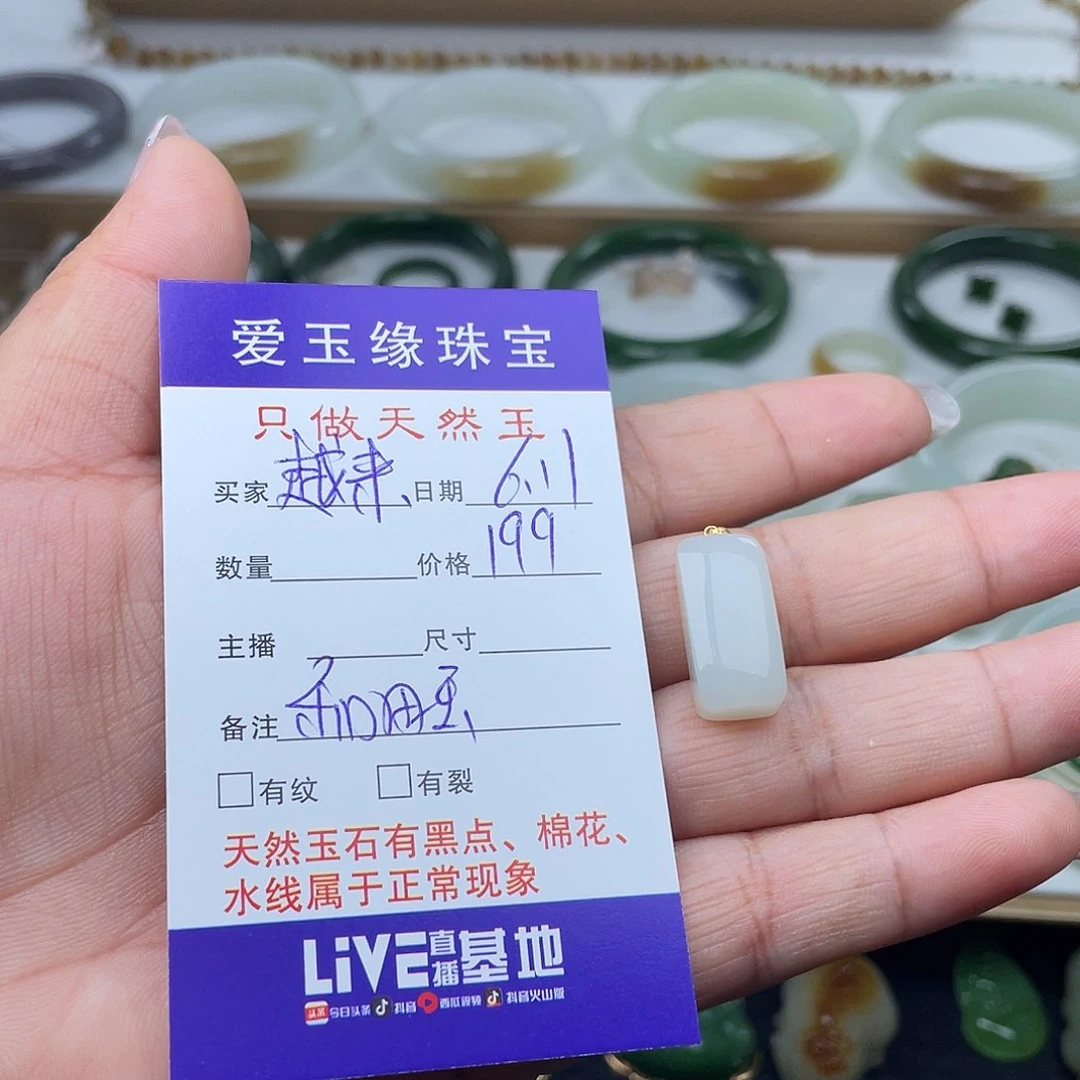 爱玉缘珠宝
只做天然玉
买家 日期 6.11
数量 价格 199
主播 尺寸
备注 和田玉
有纹 有裂
天然玉石有黑点、棉花、
水线属于正常现象
LiVE直播基地
头条 今日头条 抖音 西瓜视频 抖音火山版